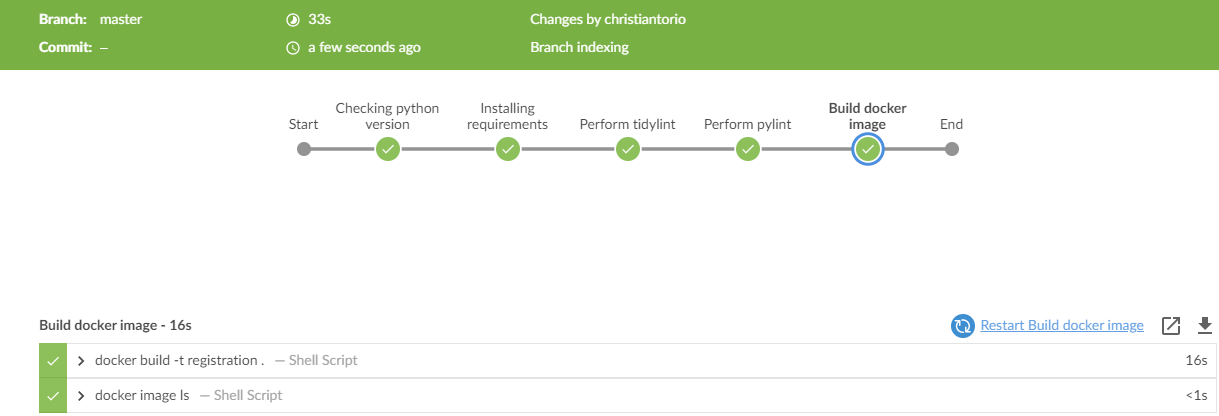 Branch: master 33s Changes by christiantorio
Commit: – a few seconds ago Branch indexing
Start
Checking python
version
Installing
requirements
Perform tidylint
Perform pylint
Build docker
image
End
Build docker image - 16s Restart Build docker image
docker build -t registration . — Shell Script 16s
docker image ls — Shell Script <1s